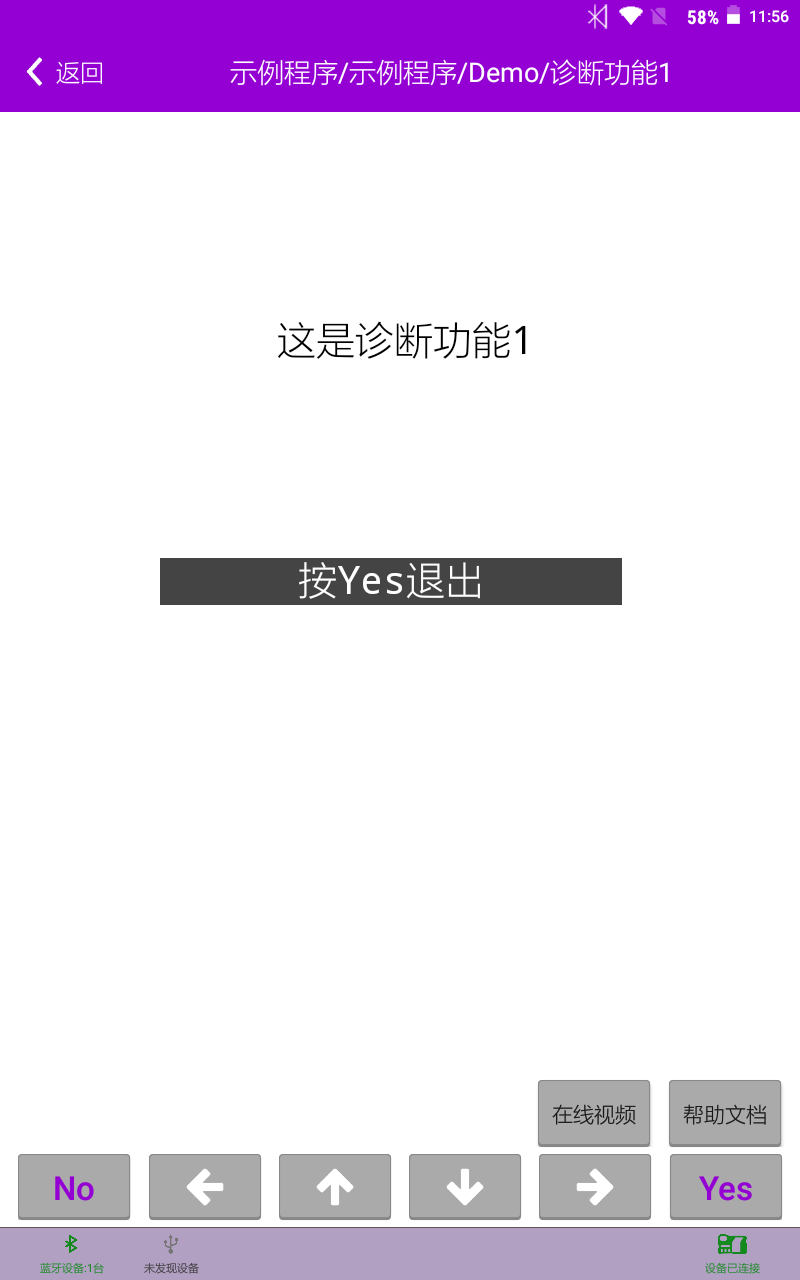 58% 11:56
返回 示例程序/示例程序/Demo/诊断功能1
这是诊断功能1
按Yes退出
在线视频 帮助文档
No Yes
蓝牙设备:1台 未发现设备 设备已连接